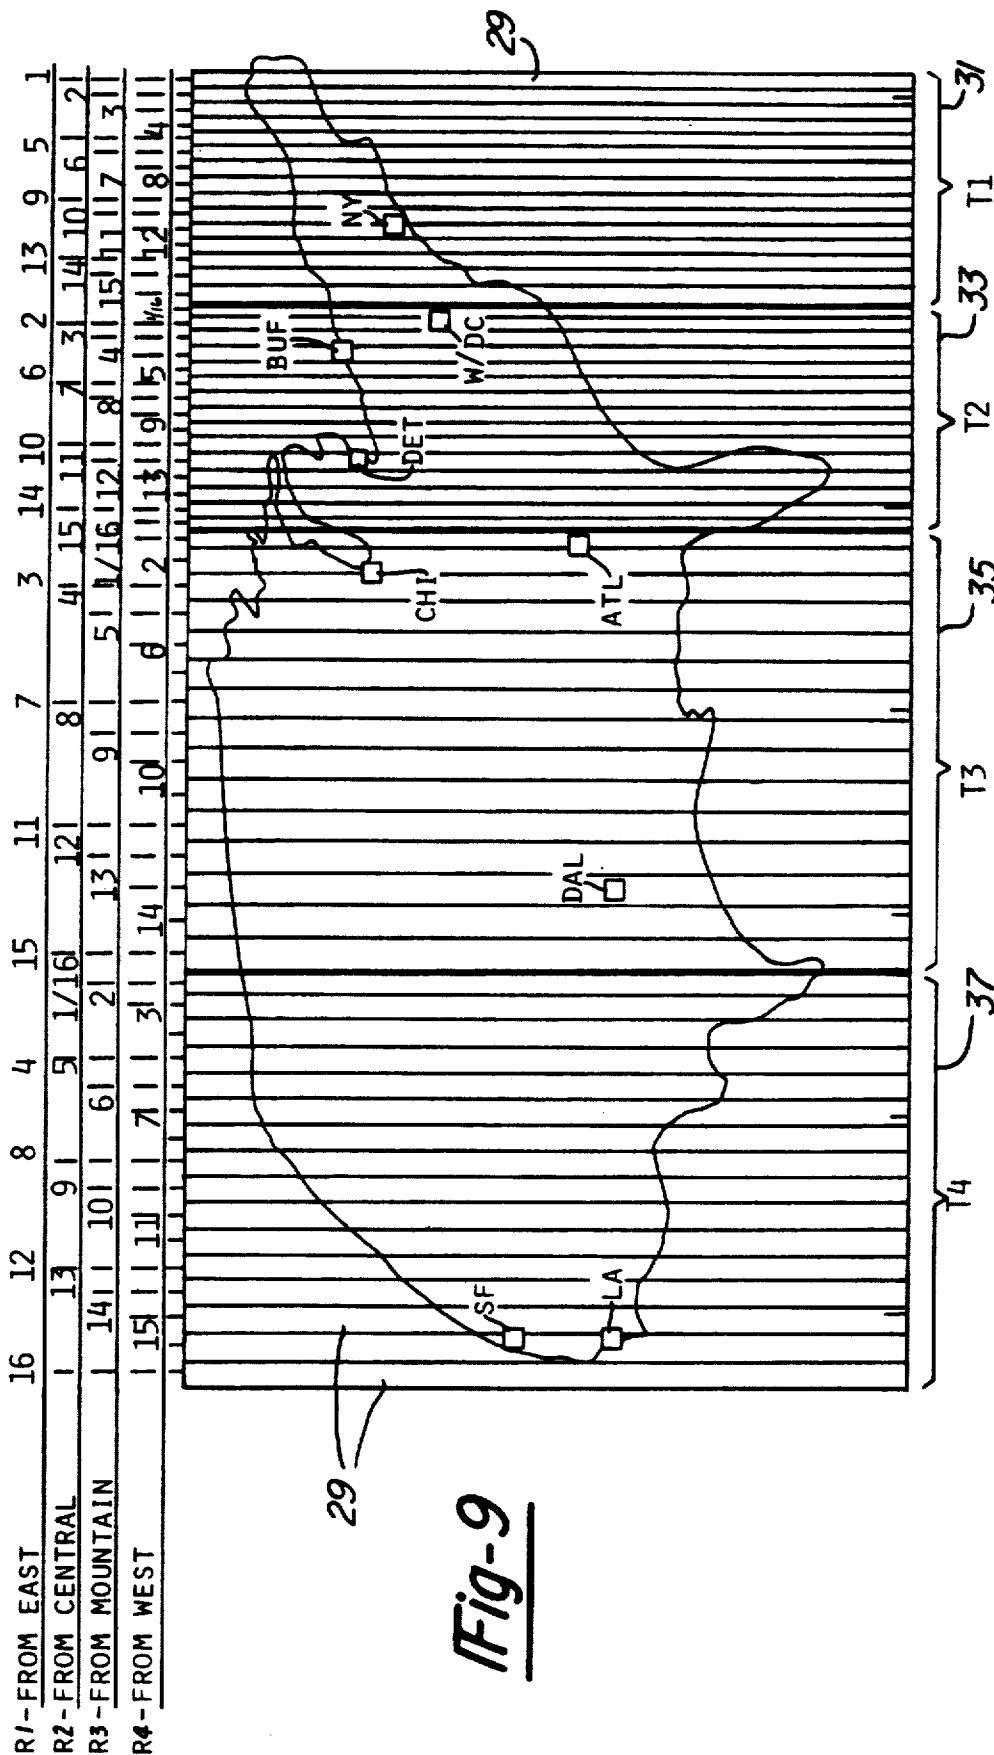 R1-FROM EAST 16 12 8 4 15 11 7 3 14 10 6 2 13 9 5 1
R2-FROM CENTRAL 13 9 5 1/16 12 8 4 15 11 7 3 14 10 6 2
R3-FROM MOUNTAIN 14 10 6 2 13 9 5 1/16 12 8 4 15 11 7 3
R4-FROM WEST 15 11 7 3 14 10 6 2 13 9 5 1/16 12 8 4
BUF
29
NY
CHI
DET
W/DC
SF
29
DAL
ATL
LA
Fig-9
37
35
33
31
T4
T3
T2
T1